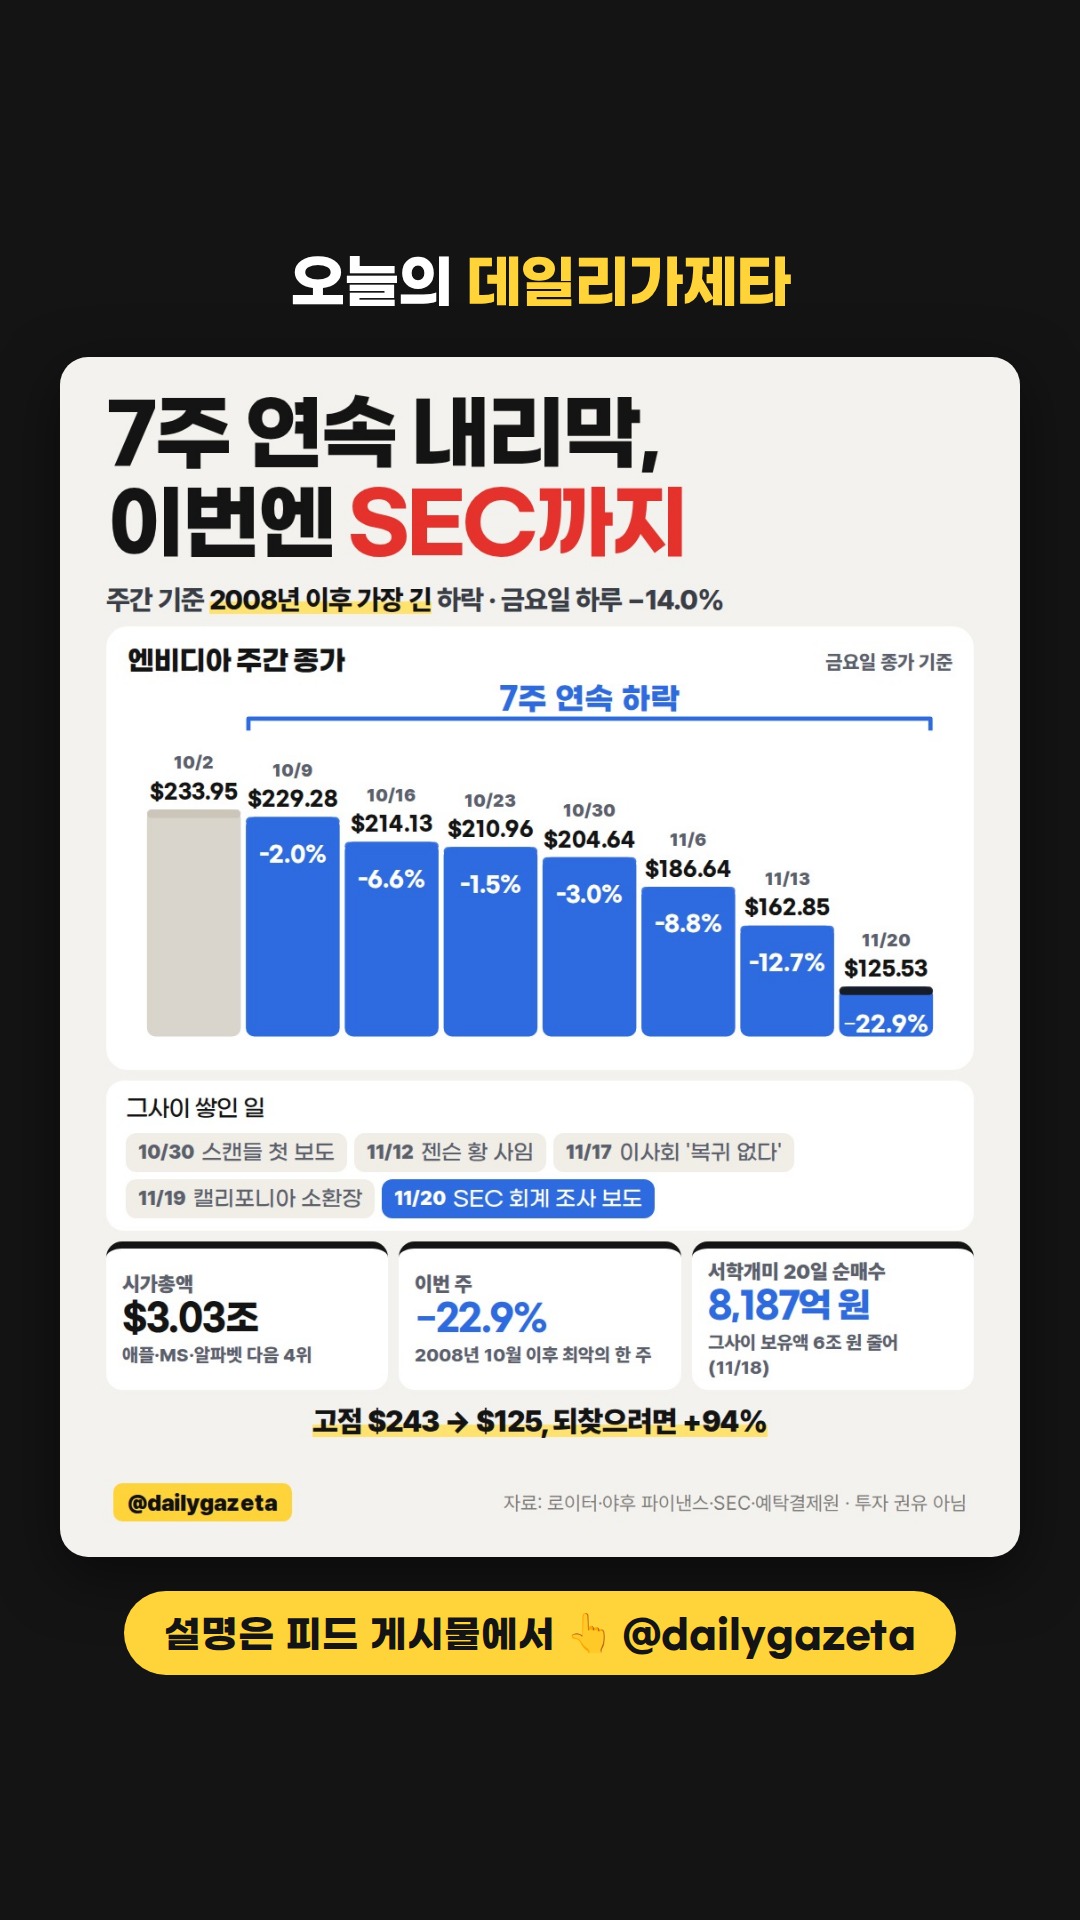 오늘의 데일리가제타
7주 연속 내리막,
이번엔 SEC까지
주간 기준 2008년 이후 가장 긴 하락 · 금요일 하루 −14.0%
엔비디아 주간 종가
금요일 종가 기준
7주 연속 하락
10/2
$233.95
10/9
$229.28
-2.0%
10/16
$214.13
-6.6%
10/23
$210.96
-1.5%
10/30
$204.64
-3.0%
11/6
$186.64
-8.8%
11/13
$162.85
-12.7%
11/20
$125.53
−22.9%
그사이 쌓인 일
10/30 스캔들 첫 보도
11/12 젠슨 황 사임
11/17 이사회 '복귀 없다'
11/19 캘리포니아 소환장
11/20 SEC 회계 조사 보도
시가총액
$3.03조
애플·MS·알파벳 다음 4위
이번 주
−22.9%
2008년 10월 이후 최악의 한 주
서학개미 20일 순매수
8,187억 원
그사이 보유액 6조 원 줄어
(11/18)
고점 $243 → $125, 되찾으려면 +94%
@dailygazeta
자료: 로이터·야후 파이낸스·SEC·예탁결제원 · 투자 권유 아님
설명은 피드 게시물에서 👆 @dailygazeta